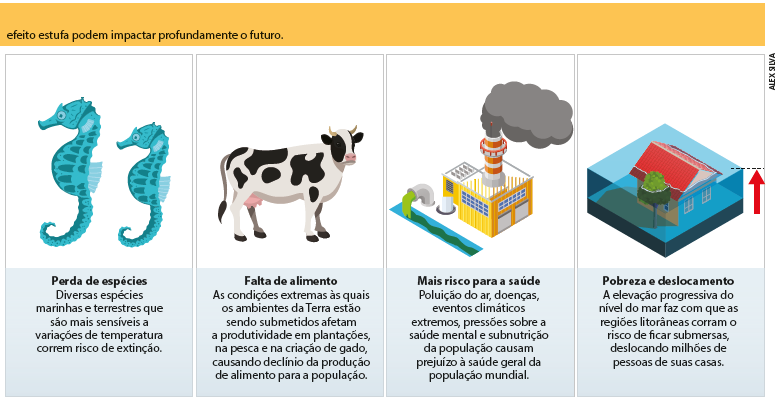 efeito estufa podem impactar profundamente o futuro.
ALEX SILVA
Perda de espécies
Diversas espécies
marinhas e terrestres que
são mais sensíveis a
variações de temperatura
correm risco de extinção.
Falta de alimento
As condições extremas às quais
os ambientes da Terra estão
sendo submetidos afetam
a produtividade em plantações,
na pesca e na criação de gado,
causando declínio da produção
de alimento para a população.
Mais risco para a saúde
Poluição do ar, doenças,
eventos climáticos
extremos, pressões sobre a
saúde mental e subnutrição
da população causam
prejuízo à saúde geral da
população mundial.
Pobreza e deslocamento
A elevação progressiva do
nível do mar faz com que as
regiões litorâneas corram o
risco de ficar submersas,
deslocando milhões de
pessoas de suas casas.